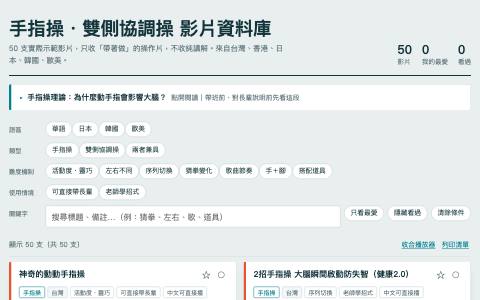 手指操・雙側協調操 影片資料庫
50 支實際示範影片，只收「帶著做」的操作片，不收純講解。來自台灣、香港、日本、韓國、歐美。
50 0 0
影片 我的最愛 看過
手指操理論：為什麼動手指會影響大腦？ 點開閱讀｜帶班前、對長輩說明前先看這段
語言 華語 日本 韓國 歐美
類型 手指操 雙側協調操 兩者兼具
難度機制 活動度・靈巧 左右不同 序列切換 猜拳變化 歌曲節奏 手＋腳 搭配道具
使用情境 可直接帶長輩 老師學招式
關鍵字 搜尋標題、備註…（例：猜拳、左右、歌、道具） 只看最愛 隱藏看過 清除條件
顯示 50 支（共 50 支） 收合播放器 列印清單
神奇的動動手指操 ☆ ○
手指操 台灣 活動度・靈巧 可直接帶長輩 中文可直接播
2招手指操 大腦瞬間啟動防失智（健康2.0） ☆ ○
手指操 台灣 序列切換 老師學招式 中文可直接播